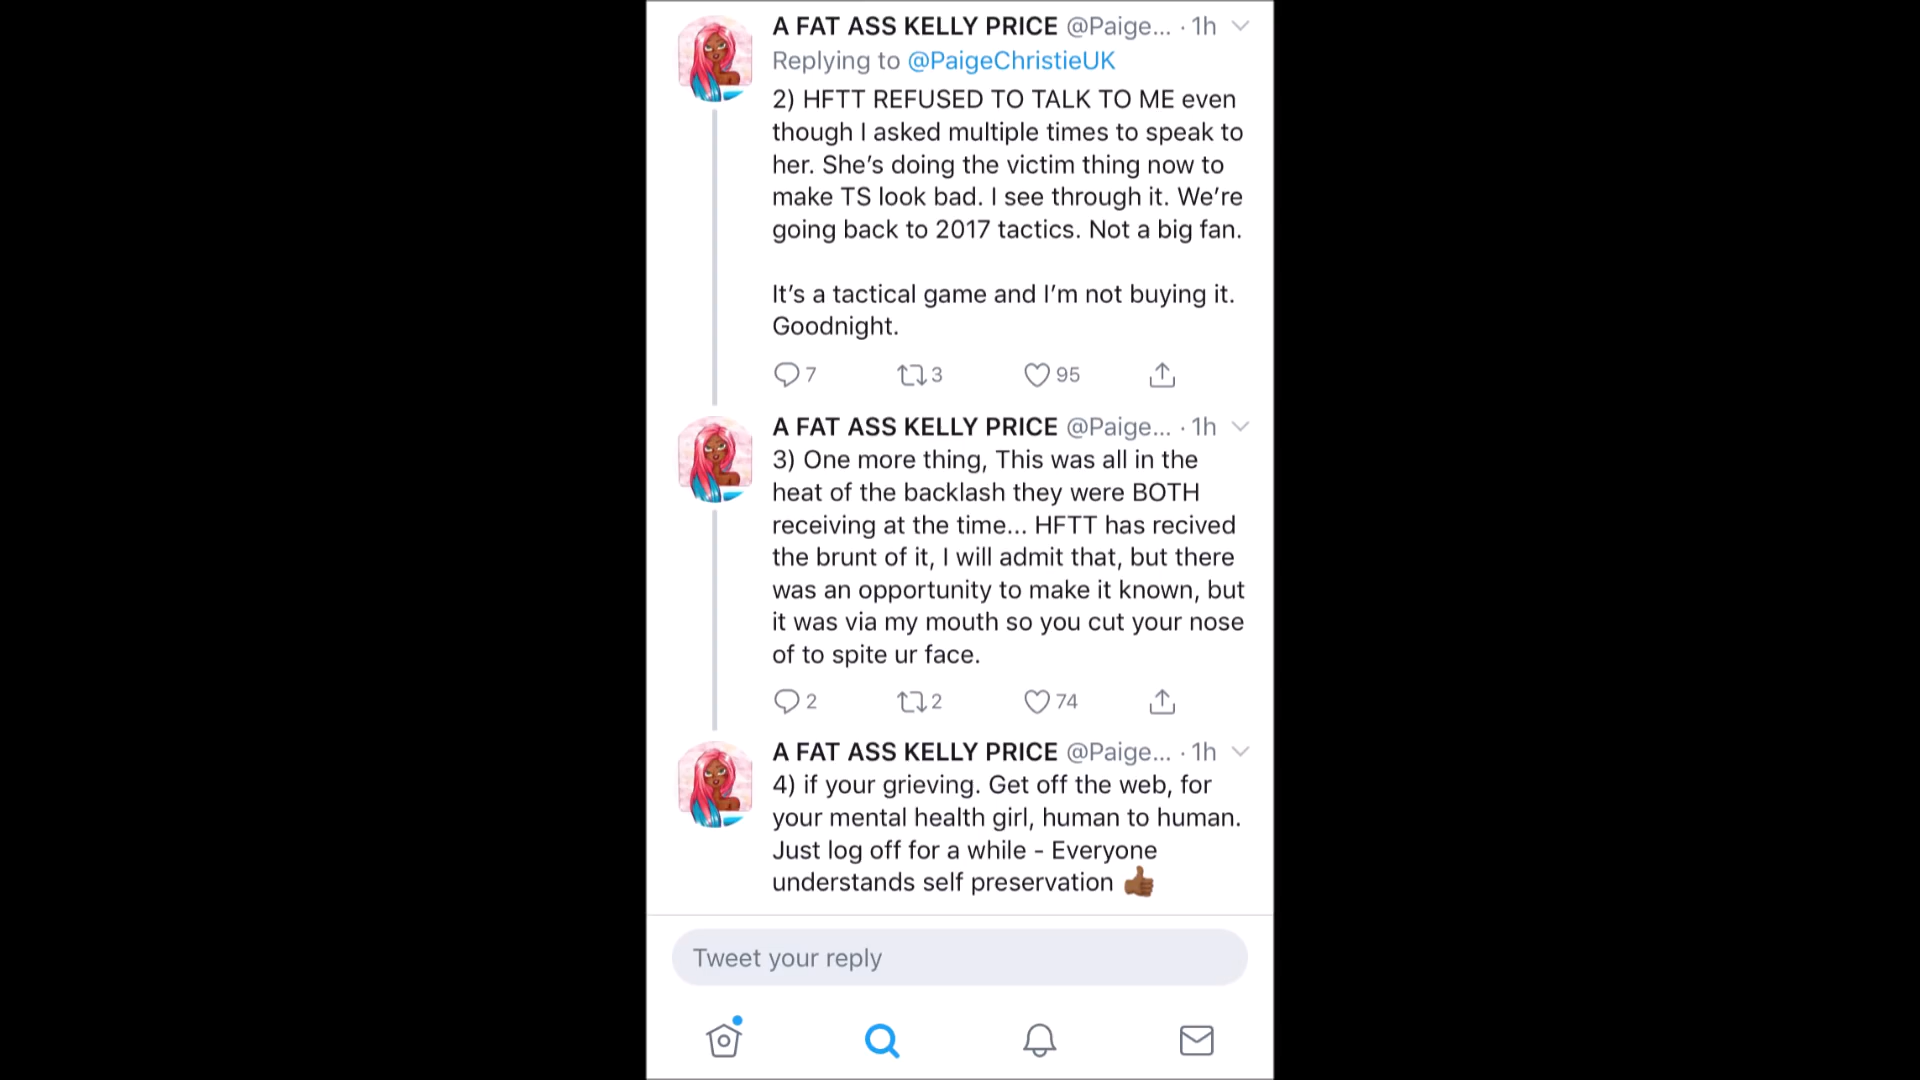 A FAT ASS KELLY PRICE @Paige... · 1h
Replying to @PaigeChristieUK
2) HFTT REFUSED TO TALK TO ME even
though I asked multiple times to speak to
her. She’s doing the victim thing now to
make TS look bad. I see through it. We’re
going back to 2017 tactics. Not a big fan.
It’s a tactical game and I’m not buying it.
Goodnight.
7 3 95
A FAT ASS KELLY PRICE @Paige... · 1h
3) One more thing, This was all in the
heat of the backlash they were BOTH
receiving at the time... HFTT has recived
the brunt of it, I will admit that, but there
was an opportunity to make it known, but
it was via my mouth so you cut your nose
of to spite ur face.
2 2 74
A FAT ASS KELLY PRICE @Paige... · 1h
4) if your grieving. Get off the web, for
your mental health girl, human to human.
Just log off for a while - Everyone
understands self preservation 👍🏾
Tweet your reply